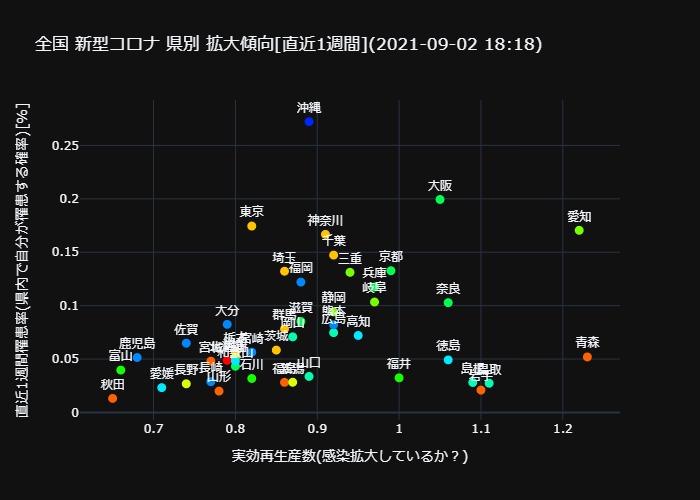 全国 新型コロナ 県別 拡大傾向[直近1週間](2021-09-02 18:18)
直近1週間罹患率(県内で自分が罹患する確率)[%]
0.25
0.2
0.15
0.1
0.05
0
沖縄
大阪
東京
愛知
神奈川
千葉
埼玉
福岡
三重
京都
兵庫
岐阜
静岡
奈良
滋賀
群馬
岡山
広島
高知
大分
佐賀
宮崎
茨城
鹿児島
富山
秋田
愛媛
長野
長崎
山形
石川
山口
福井
徳島
青森
鳥取
0.7
0.8
0.9
1
1.1
1.2
実効再生産数(感染拡大しているか？)